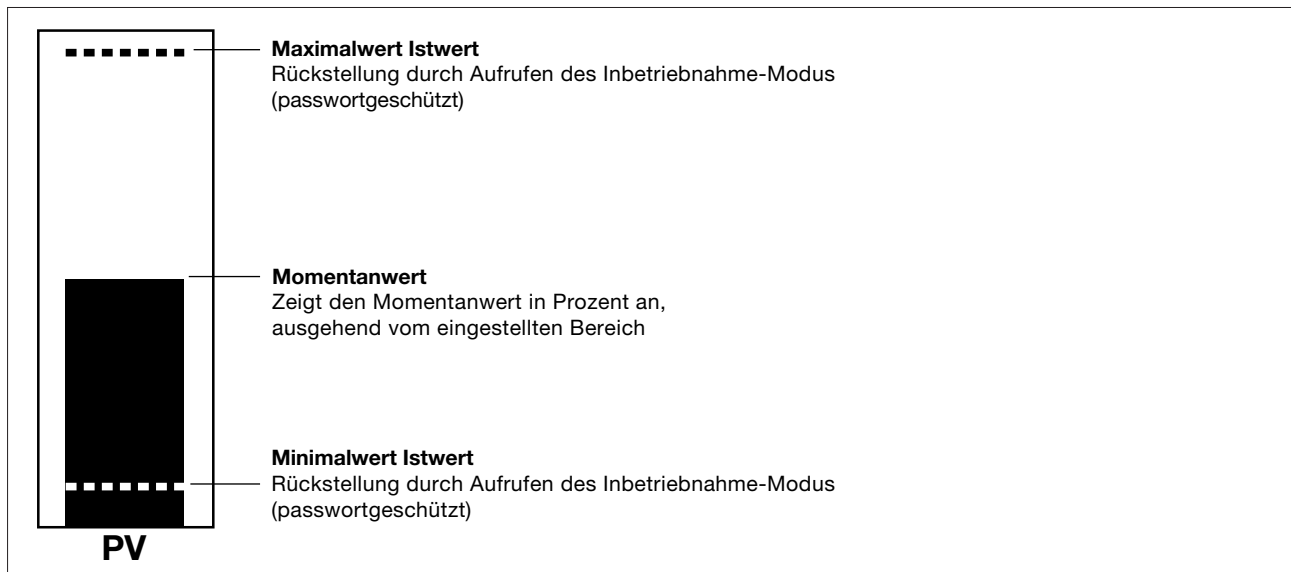 Maximalwert Istwert
Rückstellung durch Aufrufen des Inbetriebnahme-Modus
(passwortgeschützt)
Momentanwert
Zeigt den Momentanwert in Prozent an,
ausgehend vom eingestellten Bereich
Minimalwert Istwert
Rückstellung durch Aufrufen des Inbetriebnahme-Modus
(passwortgeschützt)
PV